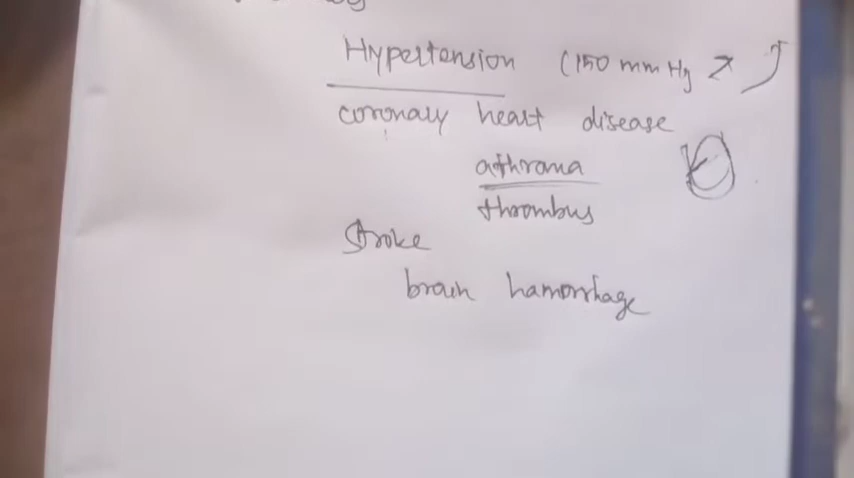 Hypertension (150 mm Hg
coronary heart disease
athroma
thrombus
Stroke
brain hamorrhage